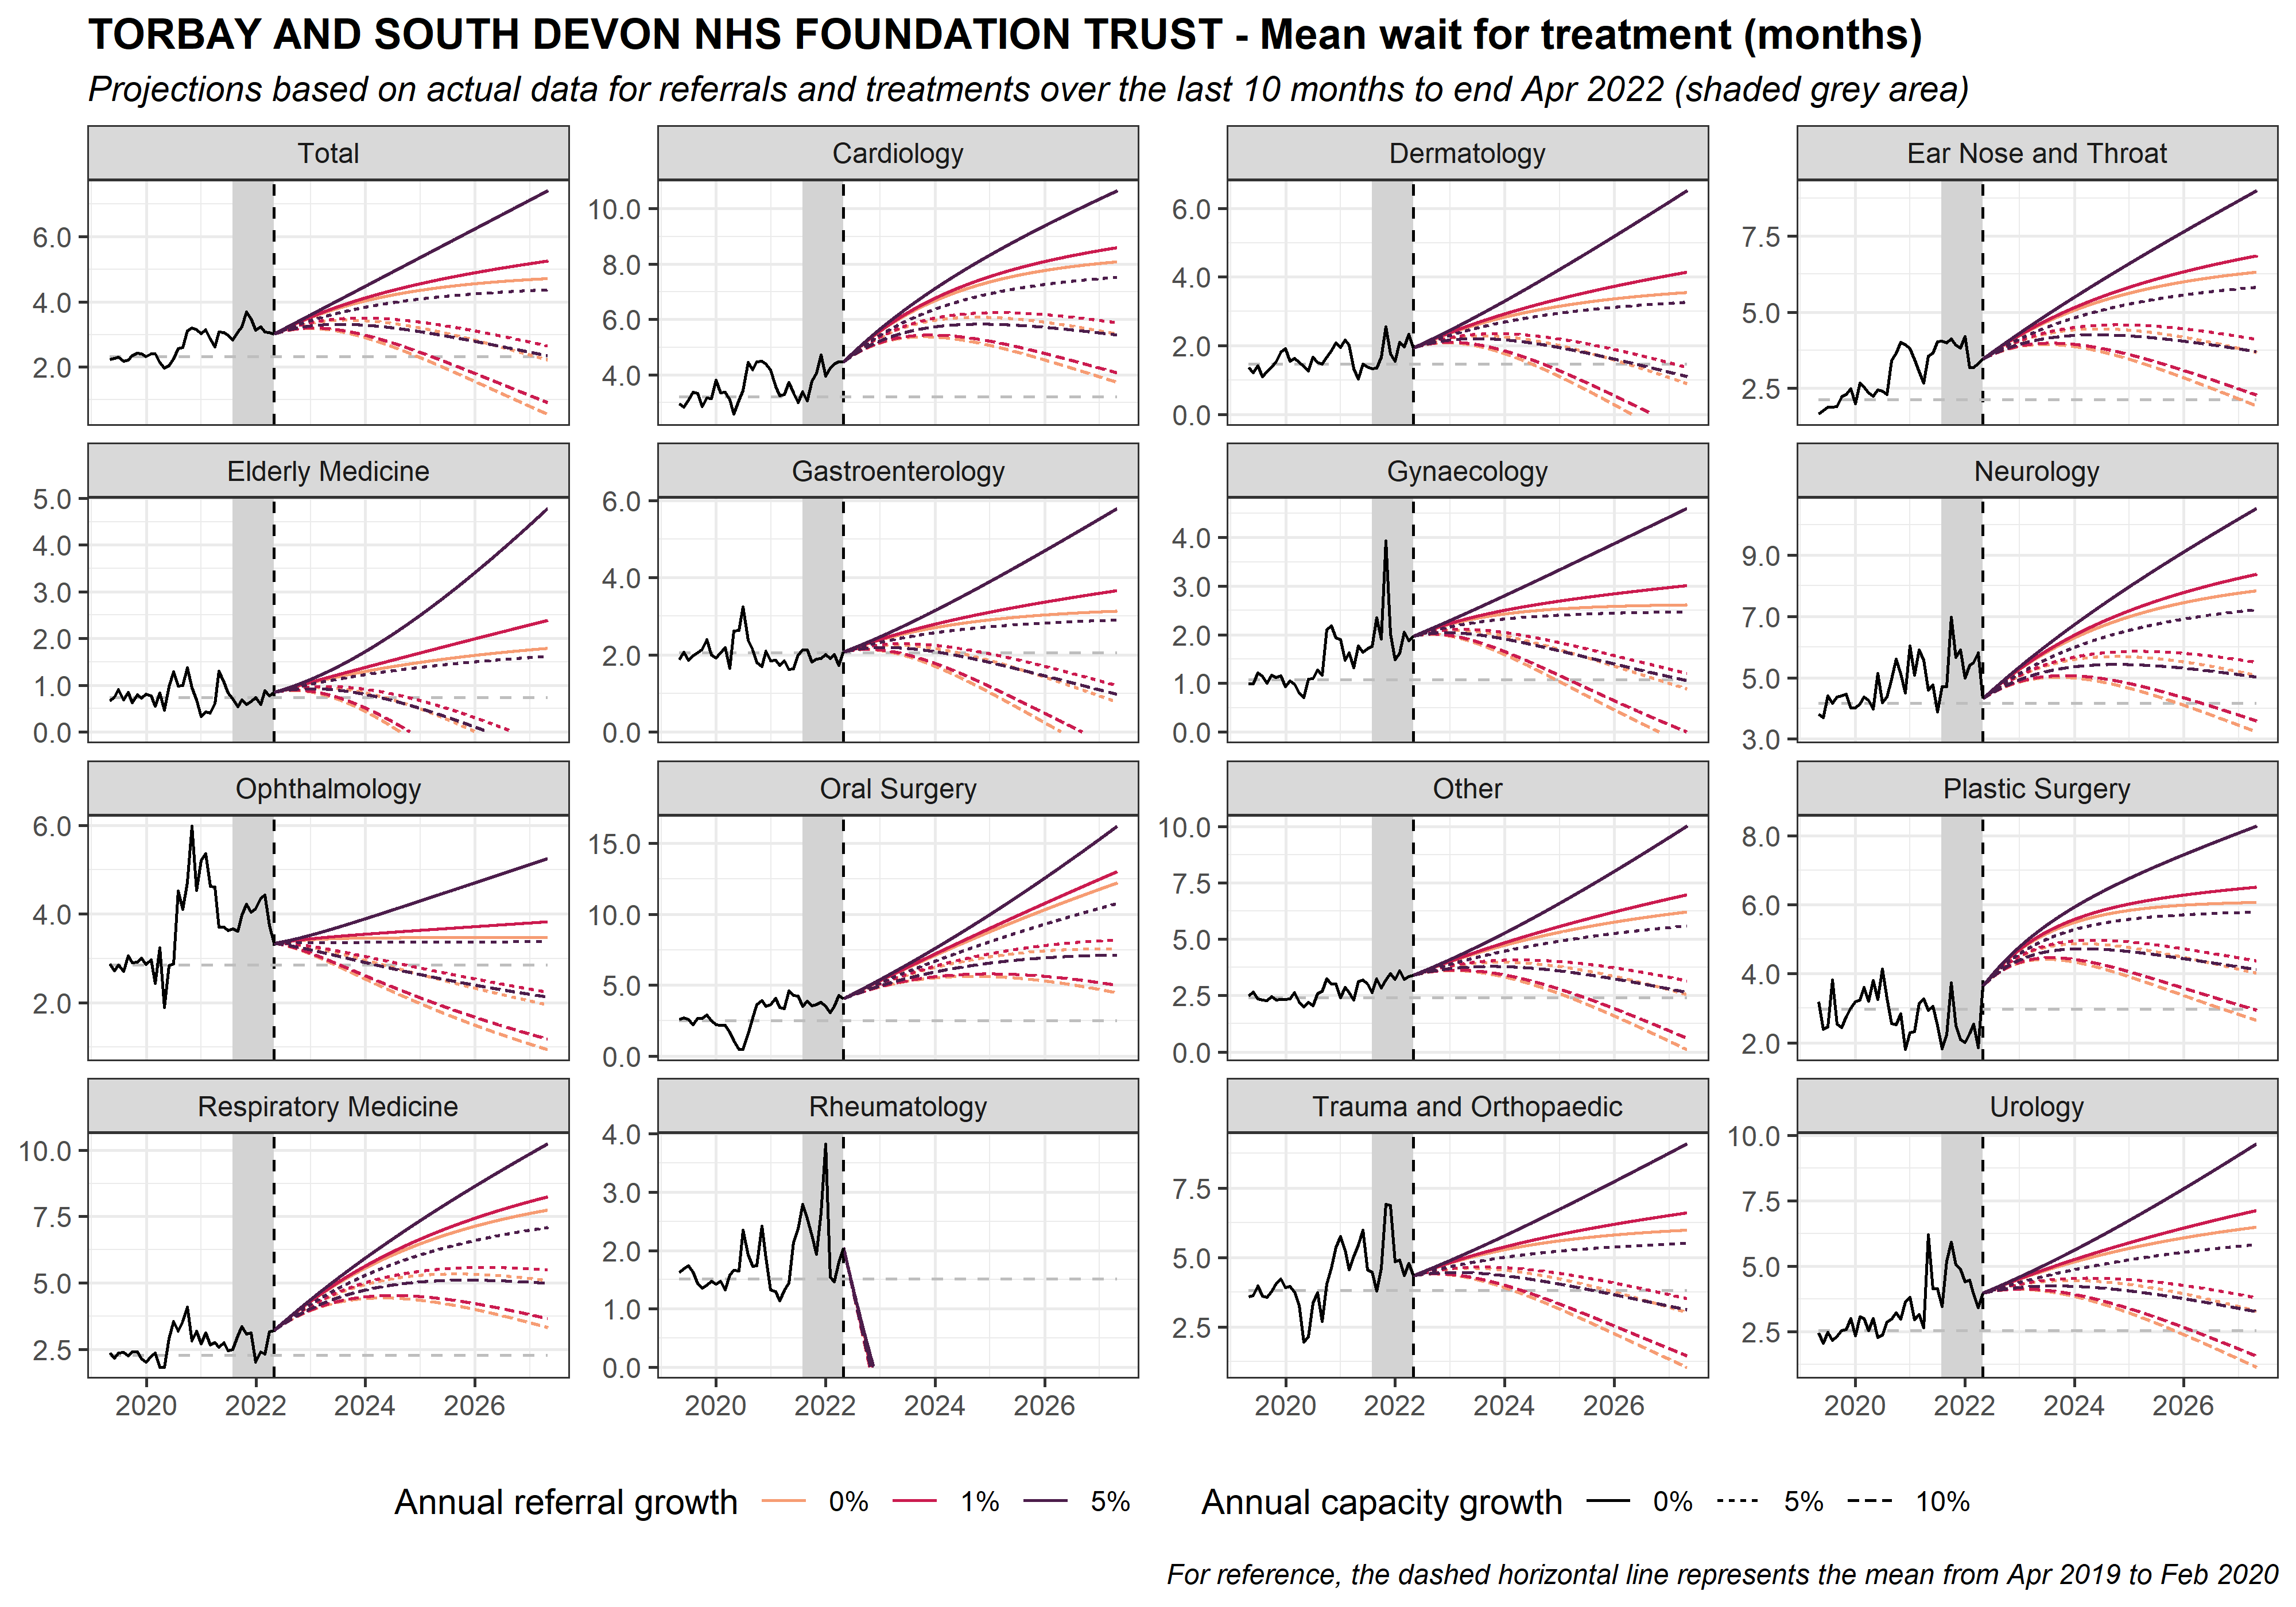 TORBAY AND SOUTH DEVON NHS FOUNDATION TRUST - Mean wait for treatment (months)
Projections based on actual data for referrals and treatments over the last 10 months to end Apr 2022 (shaded grey area)
Total
Cardiology
Dermatology
Ear Nose and Throat
6.0
4.0
2.0
10.0
8.0
6.0
4.0
6.0
4.0
2.0
0.0
7.5
5.0
2.5
Elderly Medicine
Gastroenterology
Gynaecology
Neurology
5.0
4.0
3.0
2.0
1.0
0.0
6.0
4.0
2.0
0.0
4.0
3.0
2.0
1.0
0.0
9.0
7.0
5.0
3.0
Ophthalmology
Oral Surgery
Other
Plastic Surgery
6.0
4.0
2.0
15.0
10.0
5.0
0.0
10.0
7.5
5.0
2.5
0.0
8.0
6.0
4.0
2.0
Respiratory Medicine
Rheumatology
Trauma and Orthopaedic
Urology
10.0
7.5
5.0
2.5
4.0
3.0
2.0
1.0
0.0
7.5
5.0
2.5
10.0
7.5
5.0
2.5
2020 2022 2024 2026
2020 2022 2024 2026
2020 2022 2024 2026
2020 2022 2024 2026
Annual referral growth 0% 1% 5%
Annual capacity growth 0% 5% 10%
For reference, the dashed horizontal line represents the mean from Apr 2019 to Feb 2020